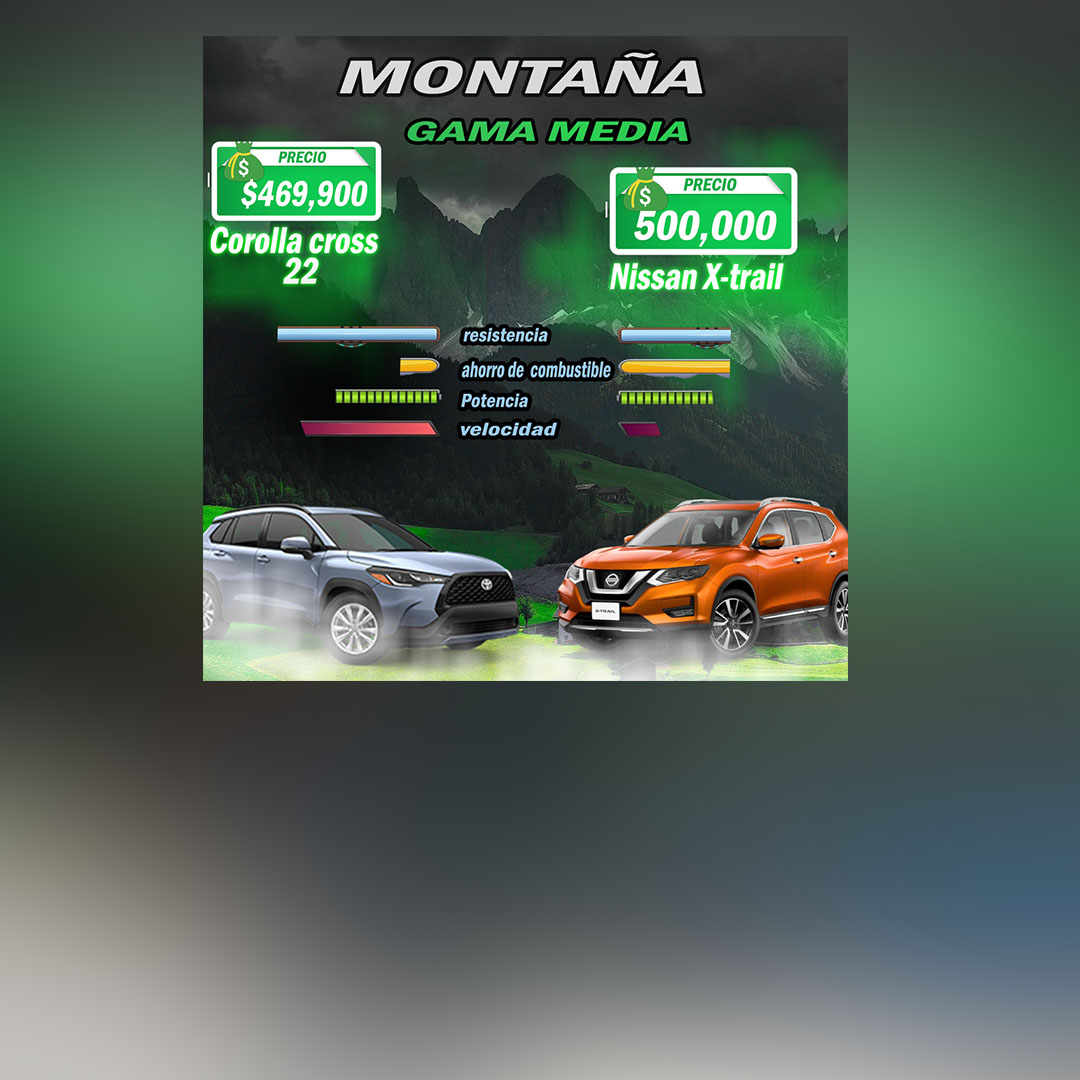 MONTAÑA
GAMA MEDIA
PRECIO
$
$469,900
Corolla cross
22
PRECIO
$
500,000
Nissan X-trail
resistencia
ahorro de combustible
Potencia
velocidad
X-TRAIL